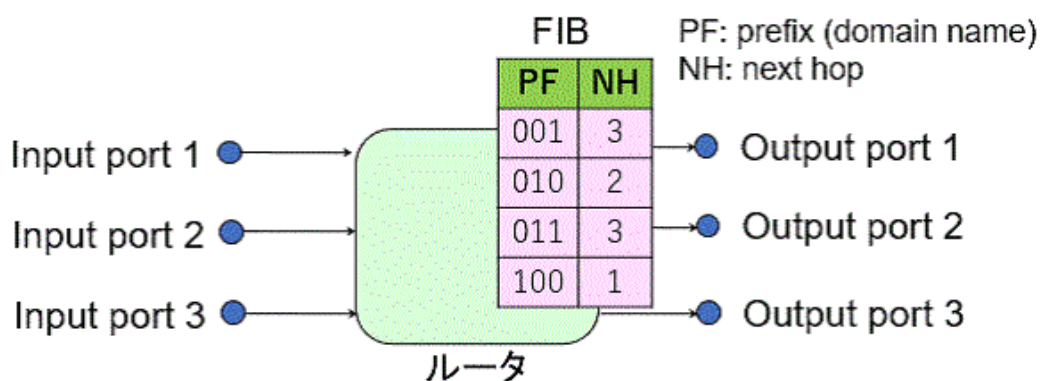 FIB
PF: prefix (domain name)
NH: next hop
PF NH
001 3
010 2
011 3
100 1
Input port 1
Input port 2
Input port 3
Output port 1
Output port 2
Output port 3
ルータ